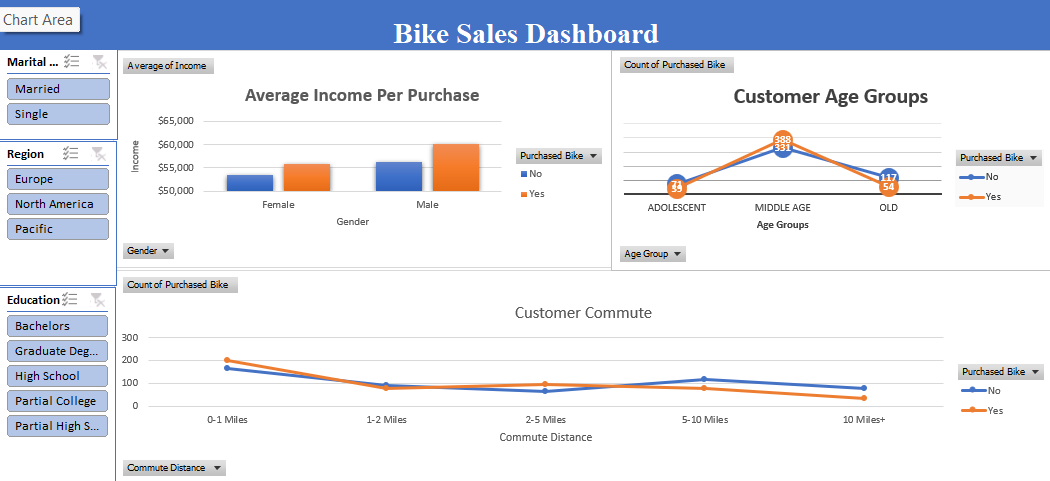 Chart Area
Bike Sales Dashboard
Marital ...
Married
Single
Region
Europe
North America
Pacific
Education
Bachelors
Graduate Deg...
High School
Partial College
Partial High S...
Average of Income
Average Income Per Purchase
$65,000
$60,000
$55,000
$50,000
Income
Female
Male
Gender
Purchased Bike
No
Yes
Gender
Count of Purchased Bike
Customer Age Groups
388
331
71
117
54
ADOLESCENT
MIDDLE AGE
OLD
Age Groups
Purchased Bike
No
Yes
Age Group
Count of Purchased Bike
Customer Commute
300
200
100
0
0-1 Miles
1-2 Miles
2-5 Miles
5-10 Miles
10 Miles+
Commute Distance
Purchased Bike
No
Yes
Commute Distance